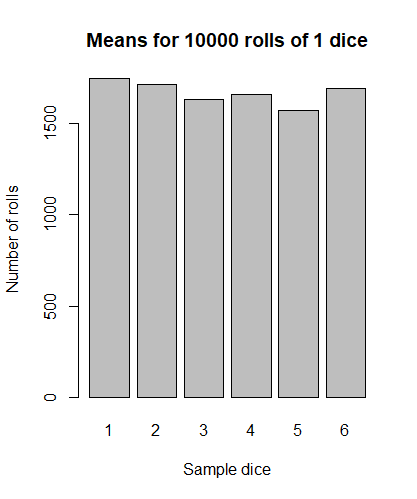 Means for 10000 rolls of 1 dice
Number of rolls
1500
1000
500
0
1 2 3 4 5 6
Sample dice